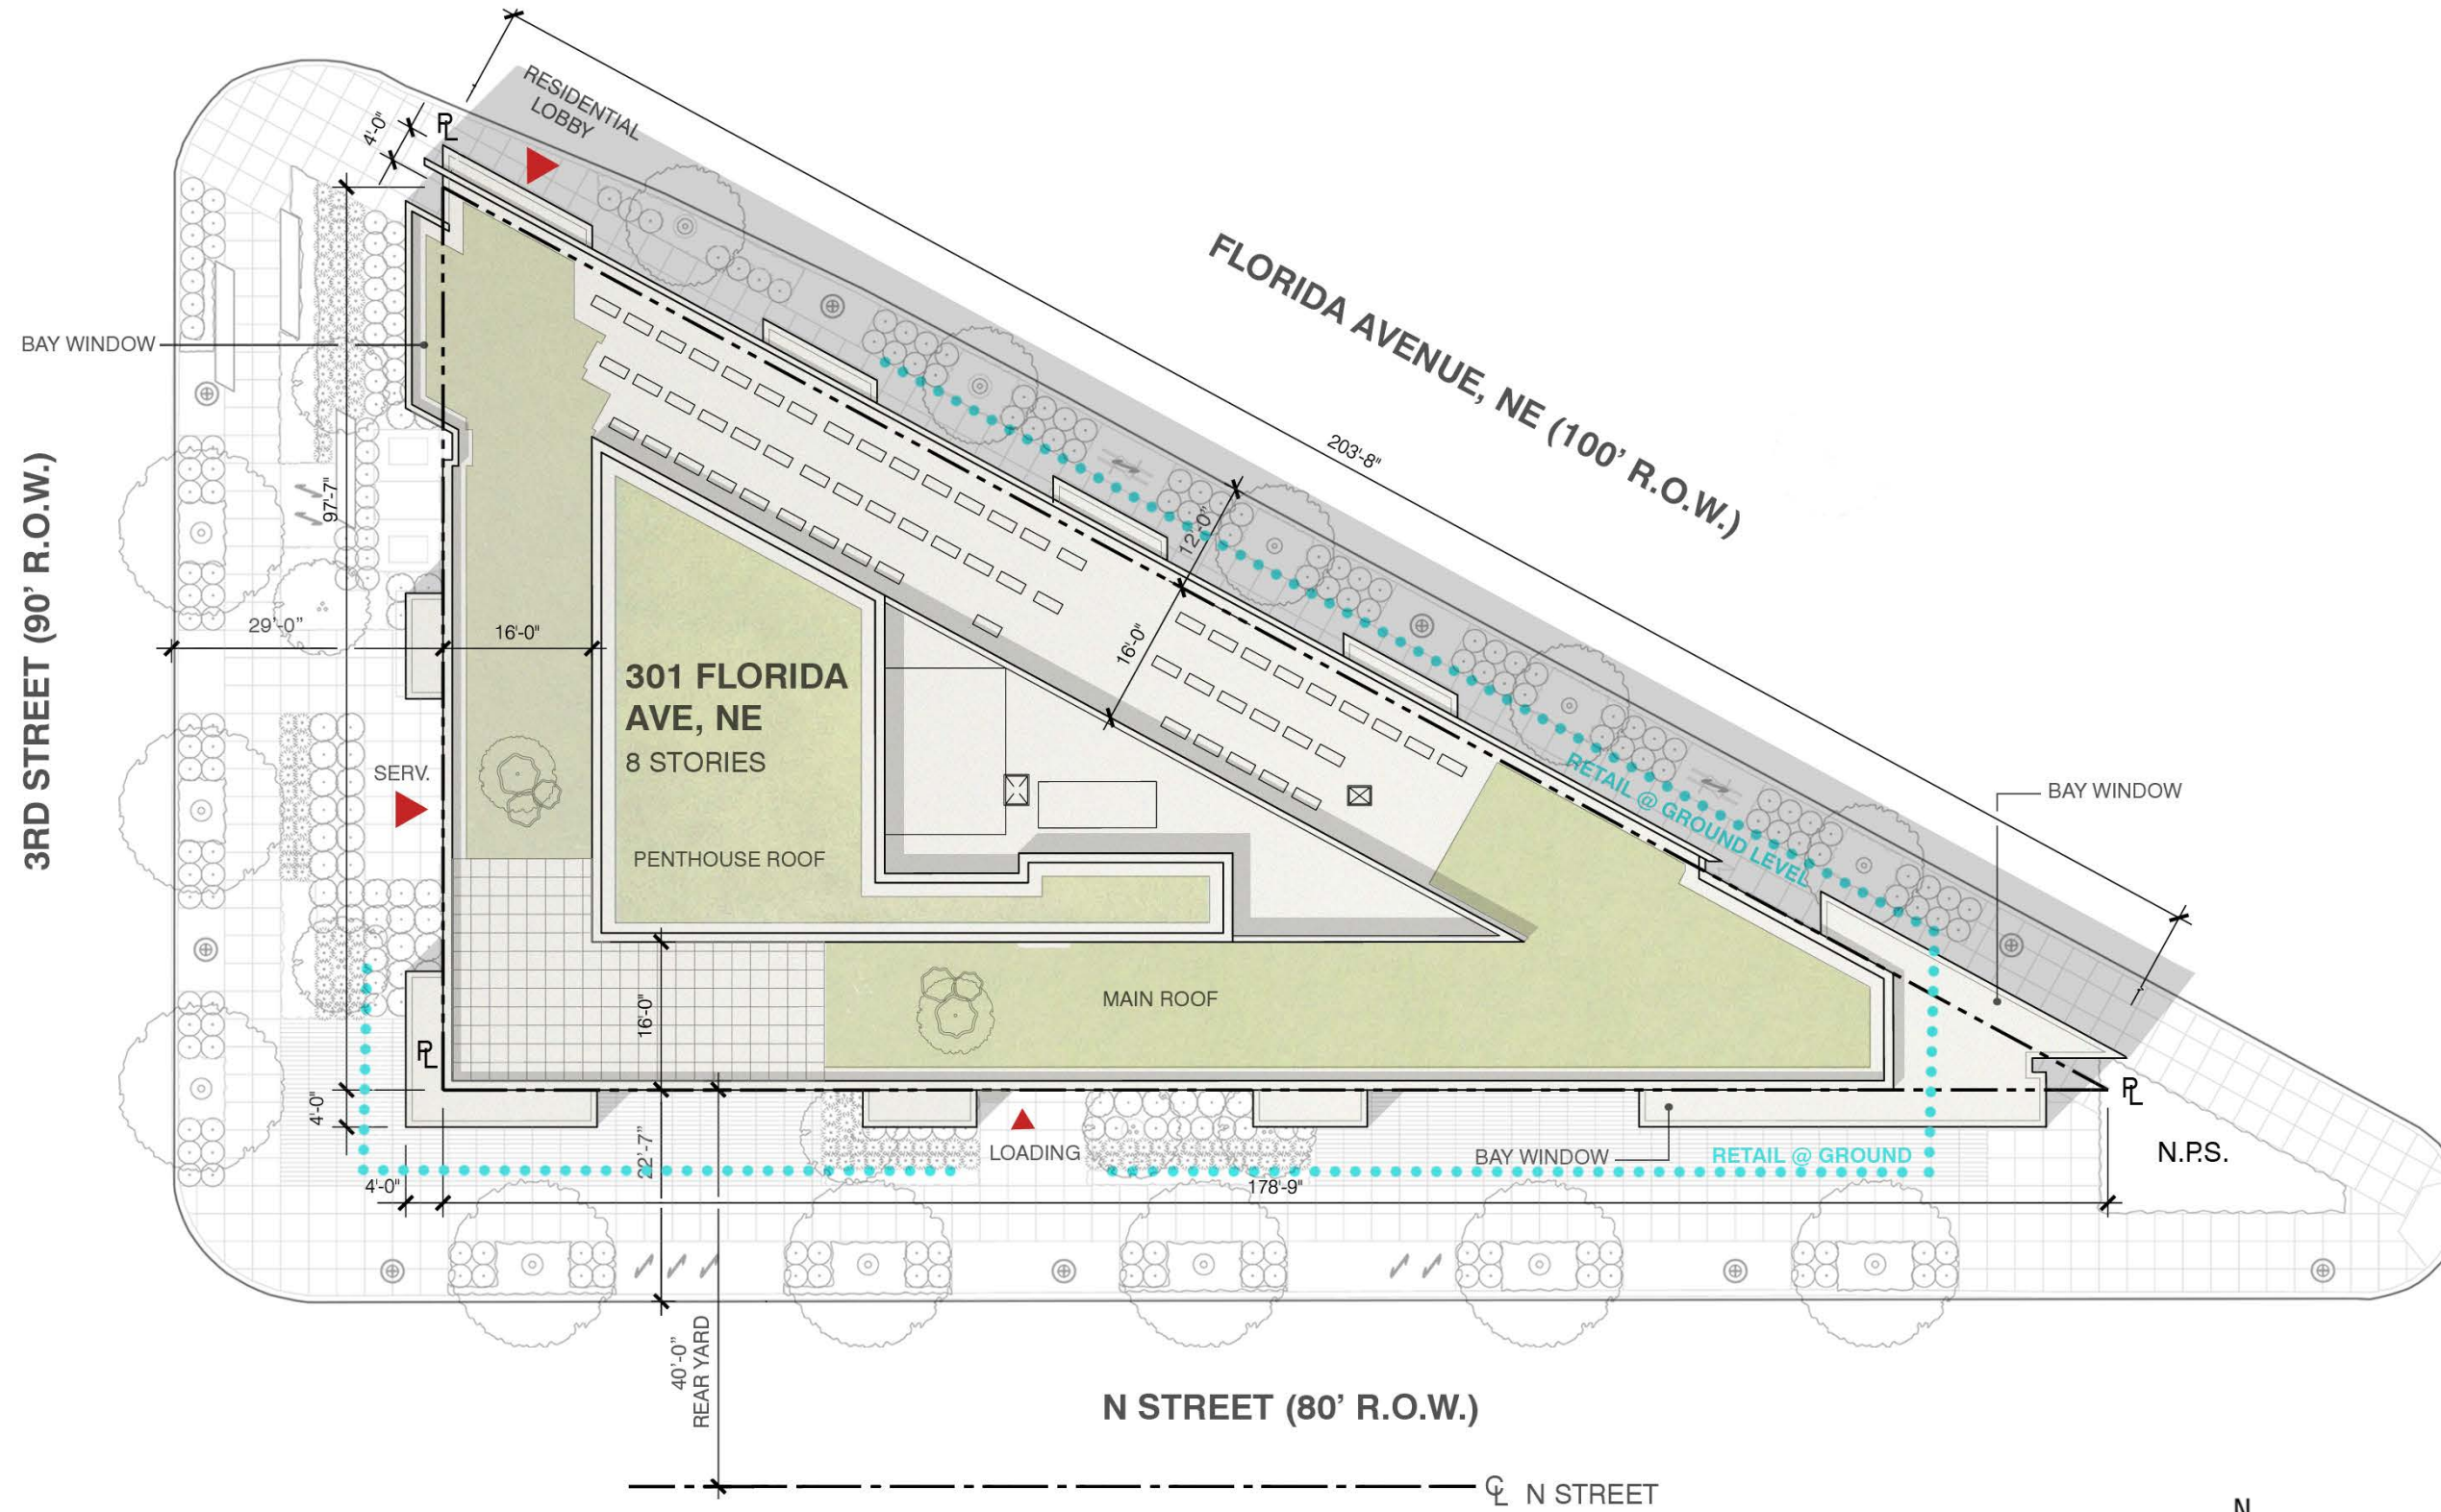 RESIDENTIAL
LOBBY
4'-0"
PL
FLORIDA AVENUE, NE (100' R.O.W.)
203'-8"
BAY WINDOW
3RD STREET (90' R.O.W.)
97'-7"
12'-0"
16'-0"
29'-0"
16'-0"
301 FLORIDA
AVE, NE
8 STORIES
SERV.
PENTHOUSE ROOF
RETAIL @ GROUND LEVEL
BAY WINDOW
16'-0"
MAIN ROOF
PL
PL
4'-0"
22'-7"
LOADING
BAY WINDOW
RETAIL @ GROUND
N.P.S.
4'-0"
178'-9"
40'-0"
REAR YARD
N STREET (80' R.O.W.)
CL N STREET
N